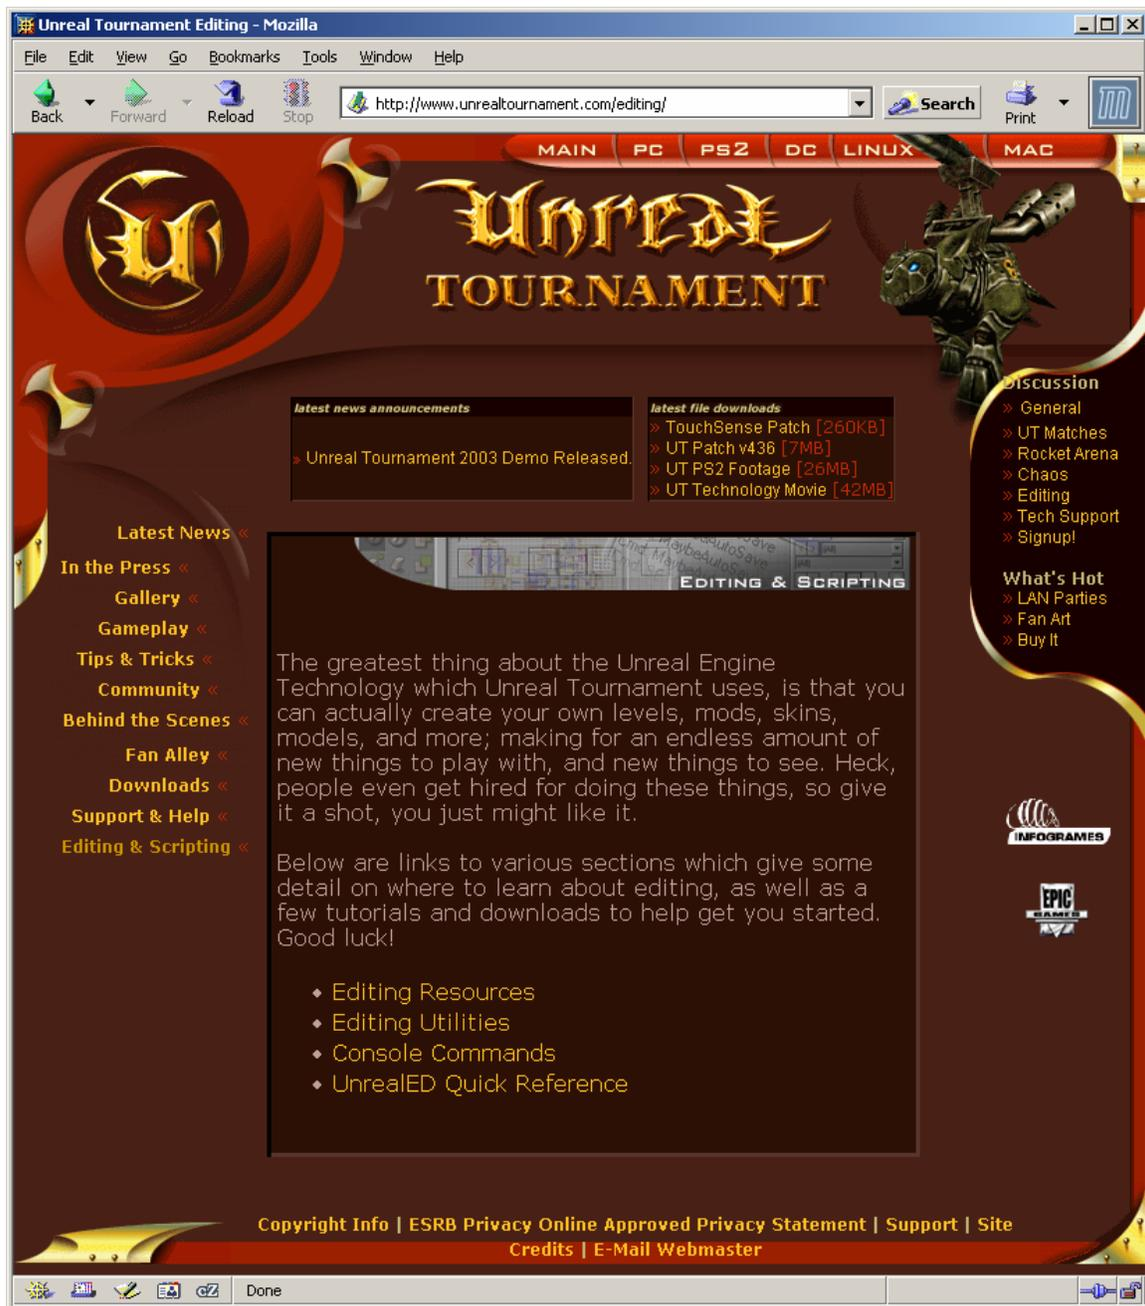 Unreal Tournament Editing - Mozilla
File Edit View Go Bookmarks Tools Window Help
Back Forward Reload Stop http://www.unrealtournament.com/editing/ Search Print
MAIN PC PS2 DC LINUX MAC
Unreal
TOURNAMENT
latest news announcements
» Unreal Tournament 2003 Demo Released.
latest file downloads
» TouchSense Patch [260KB]
» UT Patch v436 [7MB]
» UT PS2 Footage [26MB]
» UT Technology Movie [42MB]
Discussion
» General
» UT Matches
» Rocket Arena
» Chaos
» Editing
» Tech Support
» Signup!
What's Hot
» LAN Parties
» Fan Art
» Buy It
Latest News «
In the Press «
Gallery «
Gameplay «
Tips & Tricks «
Community «
Behind the Scenes «
Fan Alley «
Downloads «
Support & Help «
Editing & Scripting «
MaybeAutoSave
EDITING & SCRIPTING
The greatest thing about the Unreal Engine
Technology which Unreal Tournament uses, is that you
can actually create your own levels, mods, skins,
models, and more; making for an endless amount of
new things to play with, and new things to see. Heck,
people even get hired for doing these things, so give
it a shot, you just might like it.
Below are links to various sections which give some
detail on where to learn about editing, as well as a
few tutorials and downloads to help get you started.
Good luck!
Editing Resources
Editing Utilities
Console Commands
UnrealED Quick Reference
INFOGRAMES
EPIC
GAMES
Copyright Info | ESRB Privacy Online Approved Privacy Statement | Support | Site
Credits | E-Mail Webmaster
Done